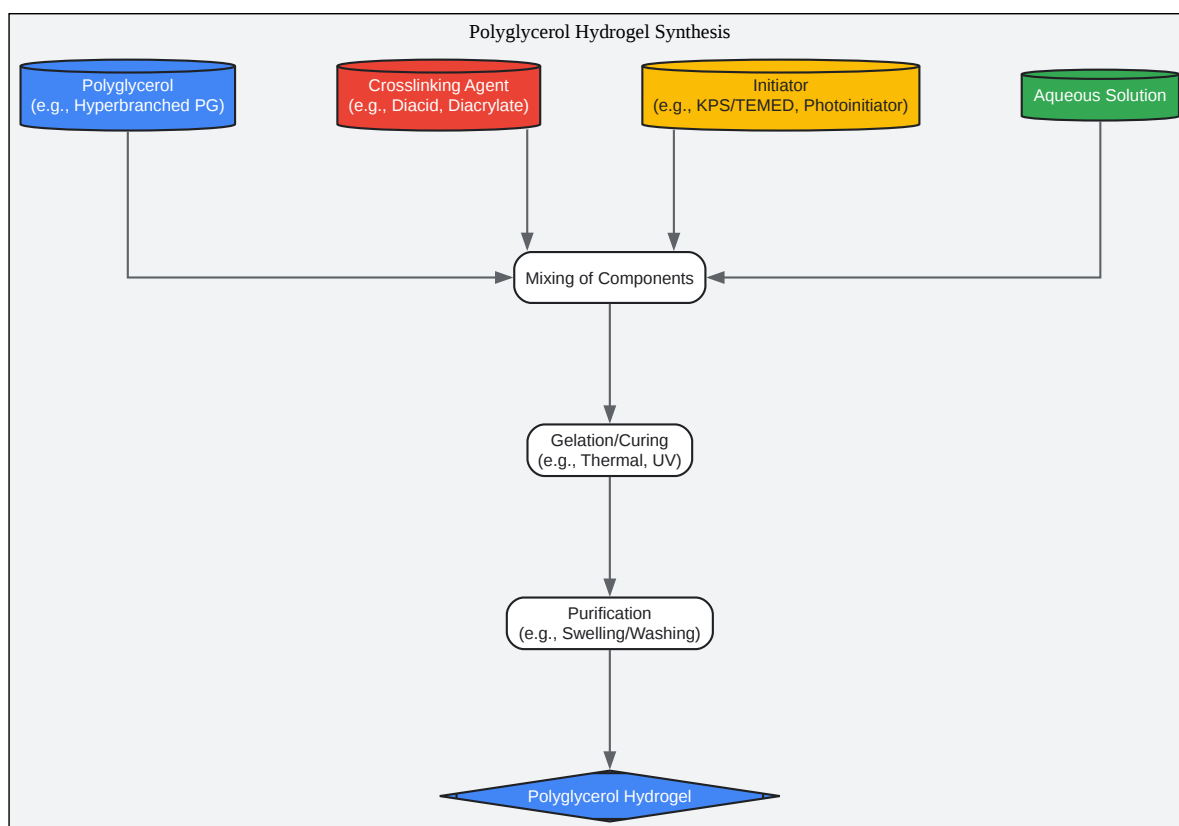 Polyglycerol Hydrogel Synthesis
Polyglycerol
(e.g., Hyperbranched PG)
Crosslinking Agent
(e.g., Diacid, Diacrylate)
Initiator
(e.g., KPS/TEMED, Photoinitiator)
Aqueous Solution
Mixing of Components
Gelation/Curing
(e.g., Thermal, UV)
Purification
(e.g., Swelling/Washing)
Polyglycerol Hydrogel